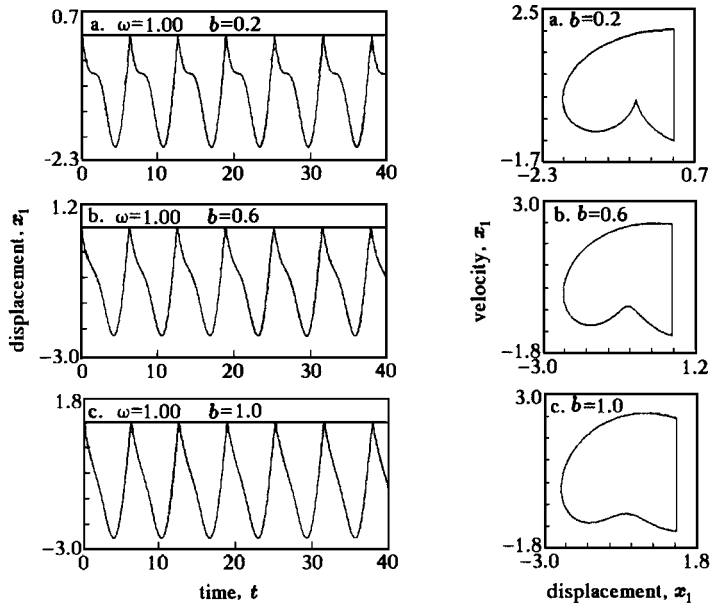 0.7
a. ω=1.00 b=0.2
-2.3
0 10 20 30 40
1.2
b. ω=1.00 b=0.6
displacement, x₁
-3.0
0 10 20 30 40
1.8
c. ω=1.00 b=1.0
-3.0
0 10 20 30 40
time, t
2.5
a. b=0.2
-1.7
-2.3 0.7
3.0
b. b=0.6
velocity, ẋ₁
-1.8
-3.0 1.2
3.0
c. b=1.0
-1.8
-3.0 1.8
displacement, x₁